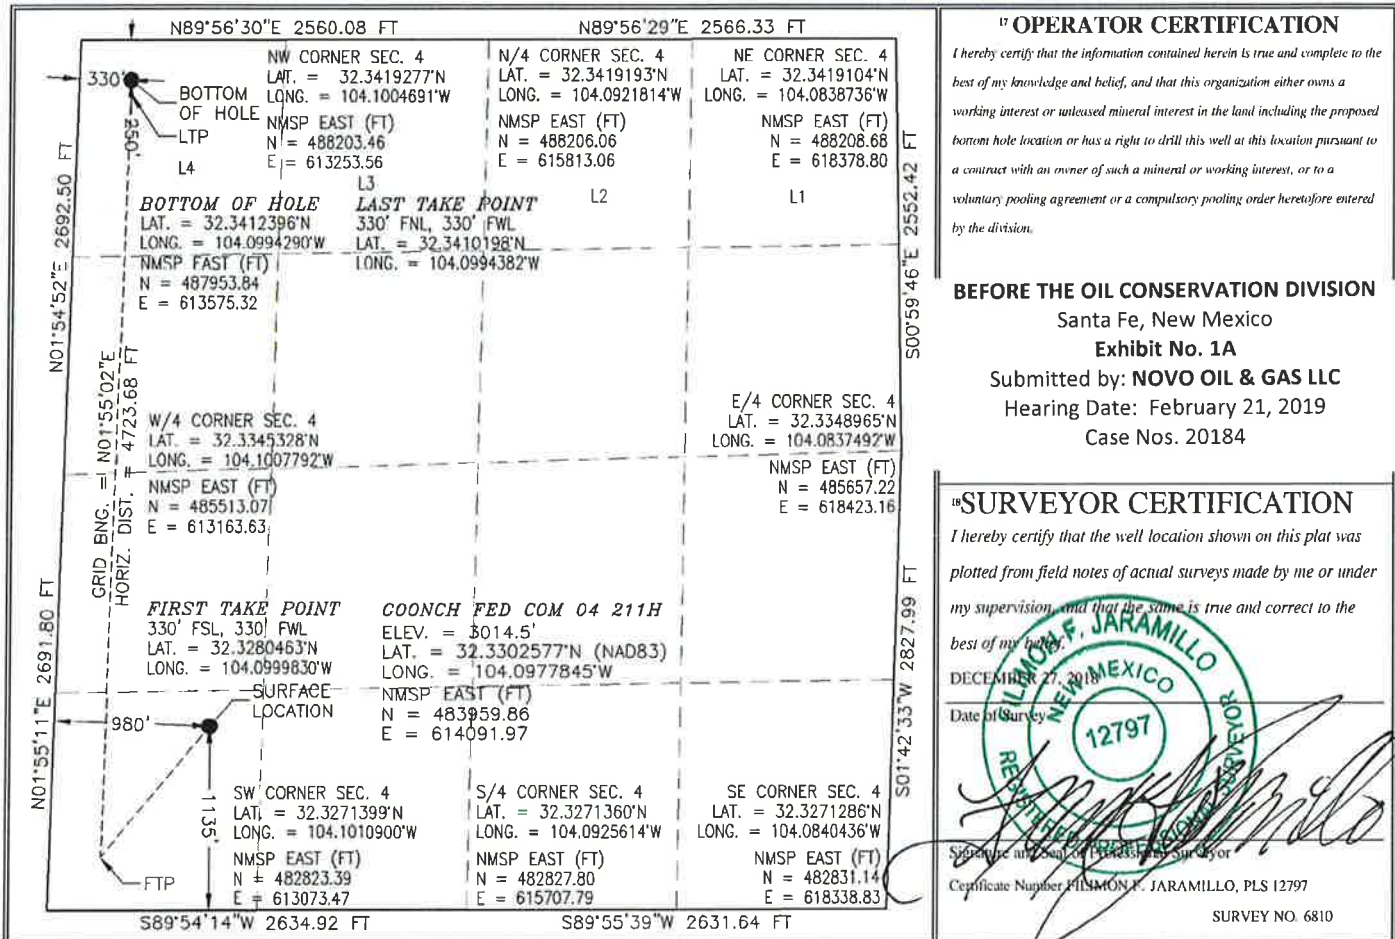 N89°56'30"E 2560.08 FT
N89°56'29"E 2566.33 FT
NW CORNER SEC. 4
LAT. = 32.3419277°N
LONG. = 104.1004691°W
NMSP EAST (FT)
N = 488203.46
E = 613253.56
N/4 CORNER SEC. 4
LAT. = 32.3419193°N
LONG. = 104.0921814°W
NMSP EAST (FT)
N = 488206.06
E = 615813.06
NE CORNER SEC. 4
LAT. = 32.3419104°N
LONG. = 104.0838736°W
NMSP EAST (FT)
N = 488208.68
E = 618378.80
330'
BOTTOM
OF HOLE
LTP
250'
L4
L3
L2
L1
BOTTOM OF HOLE
LAT. = 32.3412396°N
LONG. = 104.0994290°W
NMSP EAST (FT)
N = 487953.84
E = 613575.32
LAST TAKE POINT
330' FNL, 330' FWL
LAT. = 32.3410198°N
LONG. = 104.0994382°W
N01°54'52"E 2692.50 FT
S00°59'46"E 2552.42 FT
GRID BNG. = N01°55'02"E
HORIZ. DIST. = 4723.68 FT
W/4 CORNER SEC. 4
LAT. = 32.3345328°N
LONG. = 104.1007792°W
NMSP EAST (FT)
N = 485513.07
E = 613163.63
E/4 CORNER SEC. 4
LAT. = 32.3348965°N
LONG. = 104.0837492°W
NMSP EAST (FT)
N = 485657.22
E = 618423.16
FIRST TAKE POINT
330' FSL, 330' FWL
LAT. = 32.3280463°N
LONG. = 104.0999830°W
COONCH FED COM 04 211H
ELEV. = 3014.5'
LAT. = 32.3302577°N (NAD83)
LONG. = 104.0977845°W
NMSP EAST (FT)
N = 483959.86
E = 614091.97
SURFACE
LOCATION
980'
1135'
FTP
N01°55'11"E 2691.80 FT
S01°42'33"W 2827.99 FT
SW CORNER SEC. 4
LAT. = 32.3271399°N
LONG. = 104.1010900°W
NMSP EAST (FT)
N = 482823.39
E = 613073.47
S/4 CORNER SEC. 4
LAT. = 32.3271360°N
LONG. = 104.0925614°W
NMSP EAST (FT)
N = 482827.80
E = 615707.79
SE CORNER SEC. 4
LAT. = 32.3271286°N
LONG. = 104.0840436°W
NMSP EAST (FT)
N = 482831.14
E = 618338.83
S89°54'14"W 2634.92 FT
S89°55'39"W 2631.64 FT
17 OPERATOR CERTIFICATION
I hereby certify that the information contained herein is true and complete to the
best of my knowledge and belief, and that this organization either owns a
working interest or unleased mineral interest in the land including the proposed
bottom hole location or has a right to drill this well at this location pursuant to
a contract with an owner of such a mineral or working interest, or to a
voluntary pooling agreement or a compulsory pooling order heretofore entered
by the division.
BEFORE THE OIL CONSERVATION DIVISION
Santa Fe, New Mexico
Exhibit No. 1A
Submitted by: NOVO OIL & GAS LLC
Hearing Date: February 21, 2019
Case Nos. 20184
18 SURVEYOR CERTIFICATION
I hereby certify that the well location shown on this plat was
plotted from field notes of actual surveys made by me or under
my supervision, and that the same is true and correct to the
best of my belief.
DECEMBER 27, 2018
Date of Survey
FILIMON F. JARAMILLO
NEW MEXICO
12797
REGISTERED PROFESSIONAL SURVEYOR
Signature and Seal of Professional Surveyor
Certificate Number FILIMON F. JARAMILLO, PLS 12797
SURVEY NO. 6810